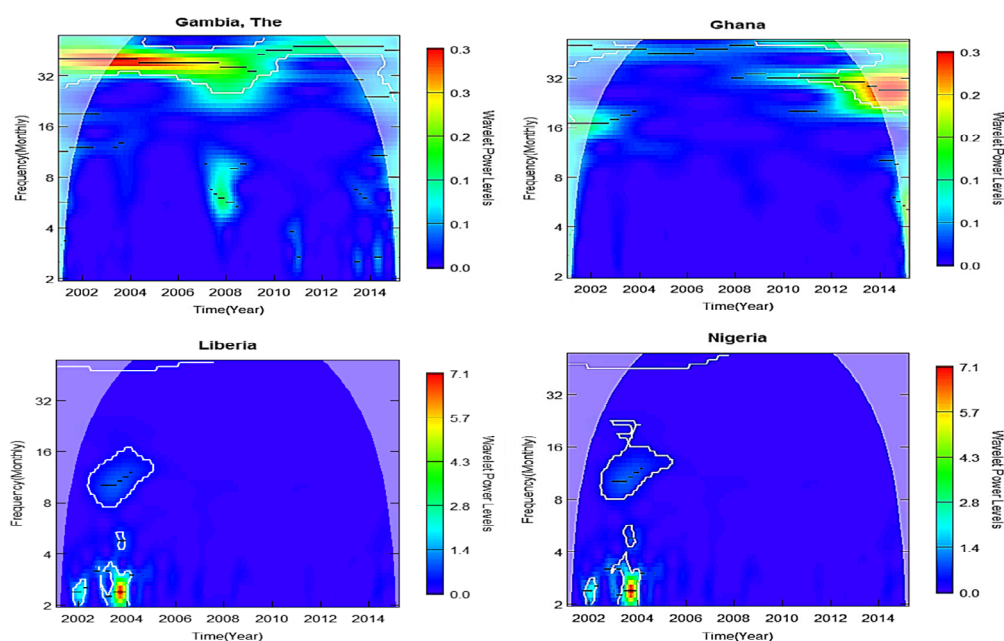 Gambia, The
Frequency(Monthly)
32
16
8
4
2
2002 2004 2006 2008 2010 2012 2014
Time(Year)
0.3
0.2
0.2
0.1
0.1
0.0
Wavelet Power Levels
Ghana
Frequency(Monthly)
32
16
8
4
2
2002 2004 2006 2008 2010 2012 2014
Time(Year)
0.3
0.2
0.2
0.1
0.1
0.0
Wavelet Power Levels
Liberia
Frequency(Monthly)
32
16
8
4
2
2002 2004 2006 2008 2010 2012 2014
Time(Year)
7.1
5.7
4.3
2.8
1.4
0.0
Wavelet Power Levels
Nigeria
Frequency(Monthly)
32
16
8
4
2
2002 2004 2006 2008 2010 2012 2014
Time(Year)
7.1
5.7
4.3
2.8
1.4
0.0
Wavelet Power Levels